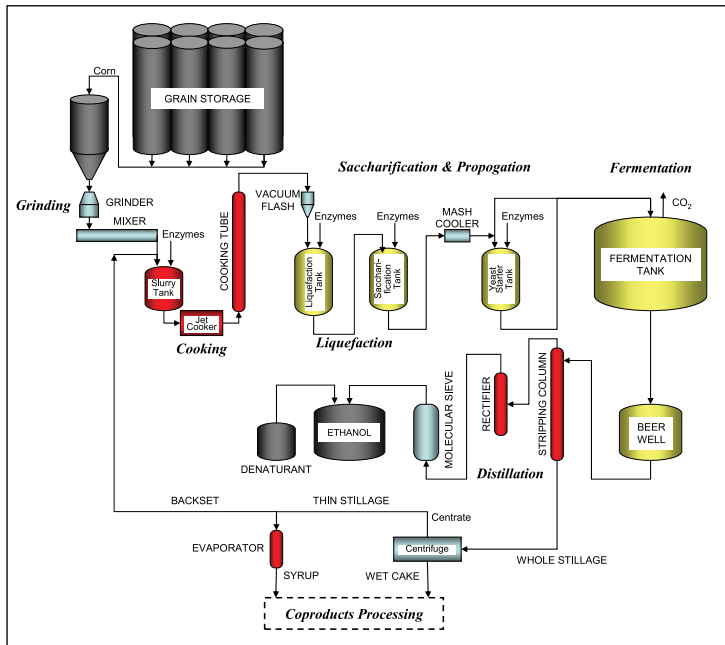 Corn
GRAIN STORAGE
Saccharification & Propogation
Fermentation
Grinding
GRINDER
MIXER
Enzymes
Slurry
Tank
Jet
Cooker
Cooking
COOKING TUBE
VACUUM
FLASH
Enzymes
Liquefaction
Tank
Liquefaction
Enzymes
Sacchari-
fication
Tank
MASH
COOLER
Enzymes
Yeast
Starter
Tank
CO2
FERMENTATION
TANK
BEER
WELL
STRIPPING COLUMN
RECTIFIER
Distillation
MOLECULAR SIEVE
ETHANOL
DENATURANT
BACKSET
THIN STILLAGE
Centrate
EVAPORATOR
Centrifuge
WHOLE STILLAGE
SYRUP
WET CAKE
Coproducts Processing